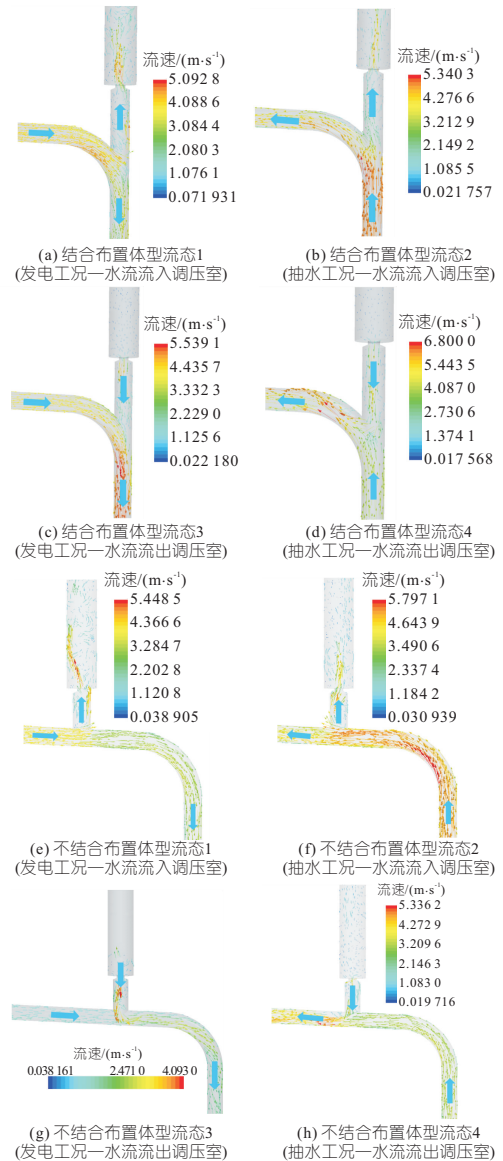 流速/(m·s⁻¹)
5.092 8
4.088 6
3.084 4
2.080 3
1.076 1
0.071 931
(a) 结合布置体型流态1
(发电工况—水流流入调压室)
流速/(m·s⁻¹)
5.340 3
4.276 6
3.212 9
2.149 2
1.085 5
0.021 757
(b) 结合布置体型流态2
(抽水工况—水流流入调压室)
流速/(m·s⁻¹)
5.539 1
4.435 7
3.332 3
2.229 0
1.125 6
0.022 180
(c) 结合布置体型流态3
(发电工况—水流流出调压室)
流速/(m·s⁻¹)
6.800 0
5.443 5
4.087 0
2.730 6
1.374 1
0.017 568
(d) 结合布置体型流态4
(抽水工况—水流流出调压室)
流速/(m·s⁻¹)
5.448 5
4.366 6
3.284 7
2.202 8
1.120 8
0.038 905
(e) 不结合布置体型流态1
(发电工况—水流流入调压室)
流速/(m·s⁻¹)
5.797 1
4.643 9
3.490 6
2.337 4
1.184 2
0.030 939
(f) 不结合布置体型流态2
(抽水工况—水流流入调压室)
流速/(m·s⁻¹)
0.038 161 2.471 0 4.093 0
(g) 不结合布置体型流态3
(发电工况—水流流出调压室)
流速/(m·s⁻¹)
5.336 2
4.272 9
3.209 6
2.146 3
1.083 0
0.019 716
(h) 不结合布置体型流态4
(抽水工况—水流流出调压室)